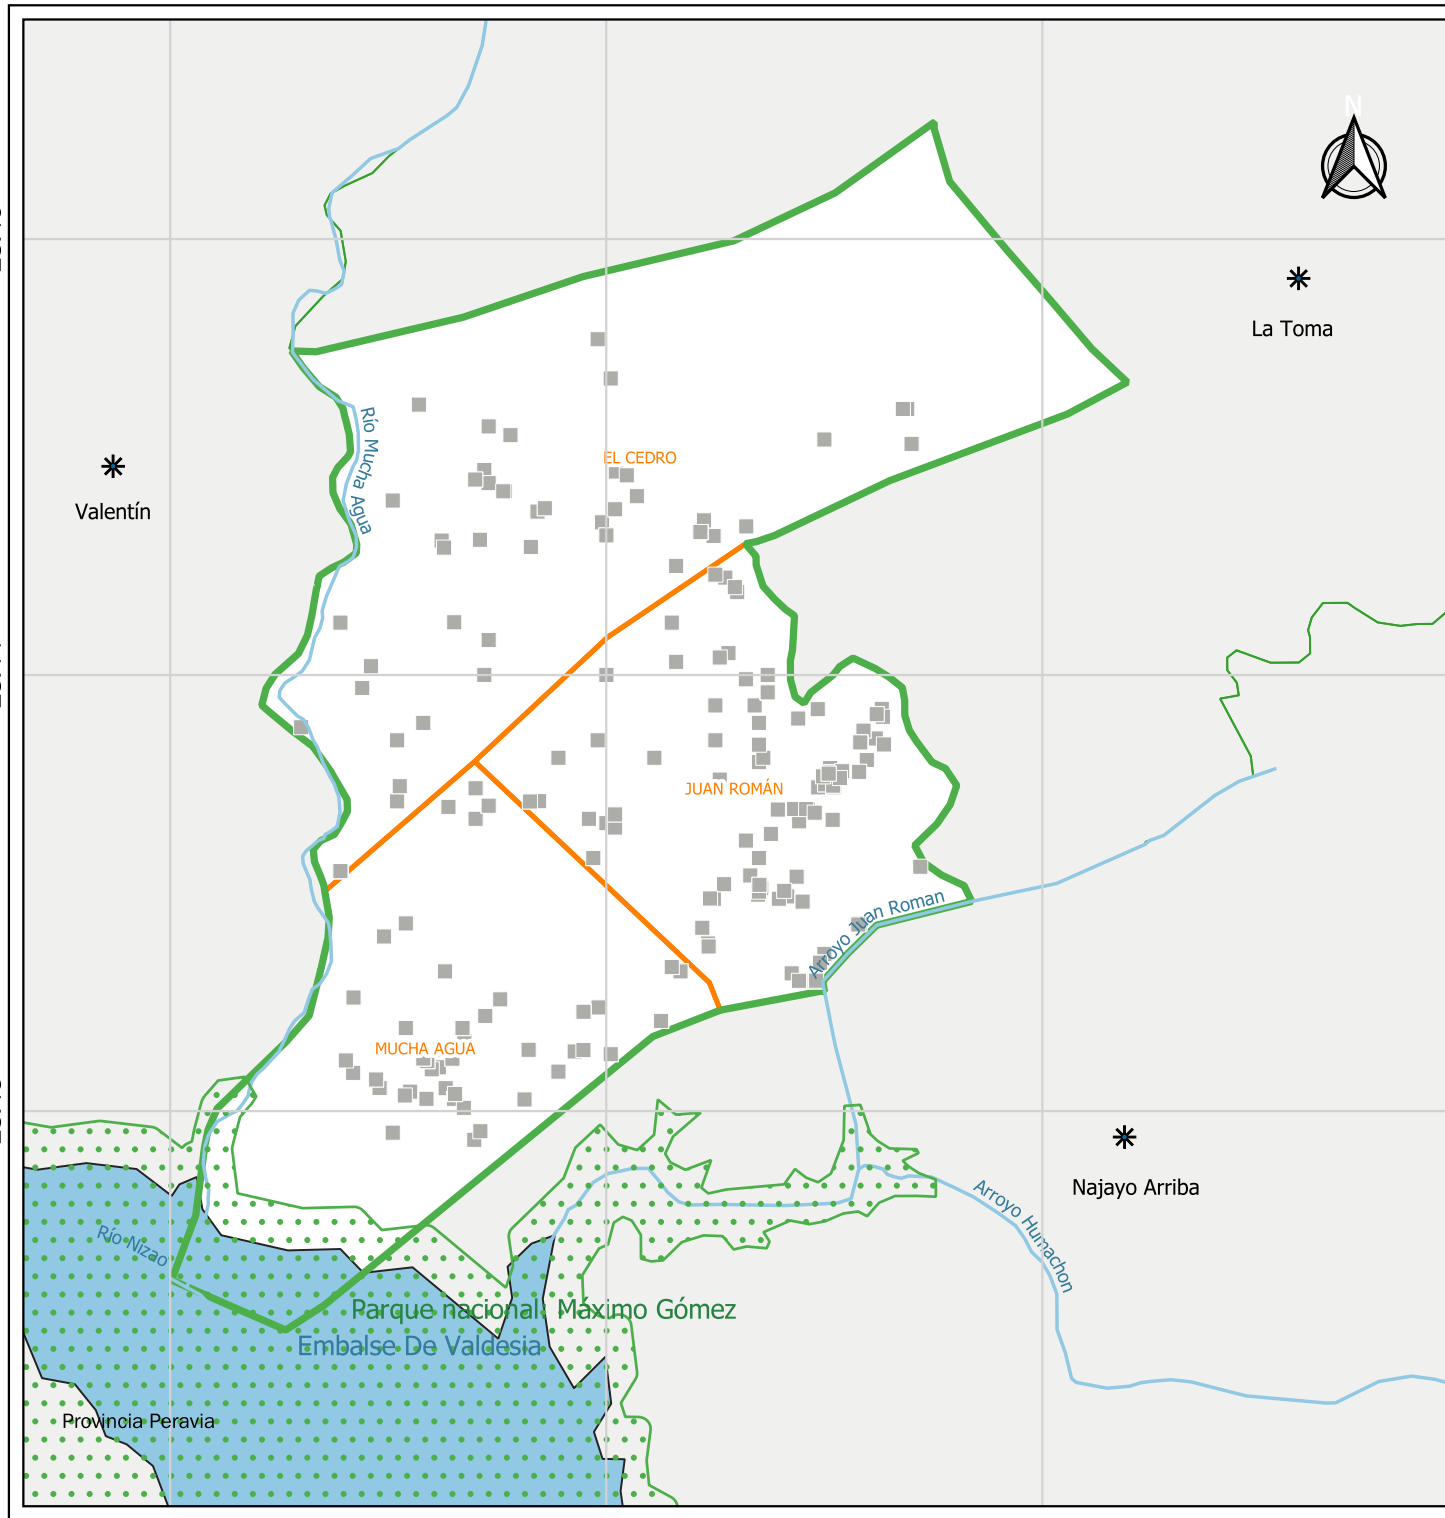 N
La Toma
Río Mucha Agua
EL CEDRO
Valentín
JUAN ROMÁN
Arroyo Juan Roman
MUCHA AGUA
Najayo Arriba
Arroyo Humachon
Río Nizao
Parque nacional: Máximo Gómez
Embalse De Valdesia
Provincia Peravia